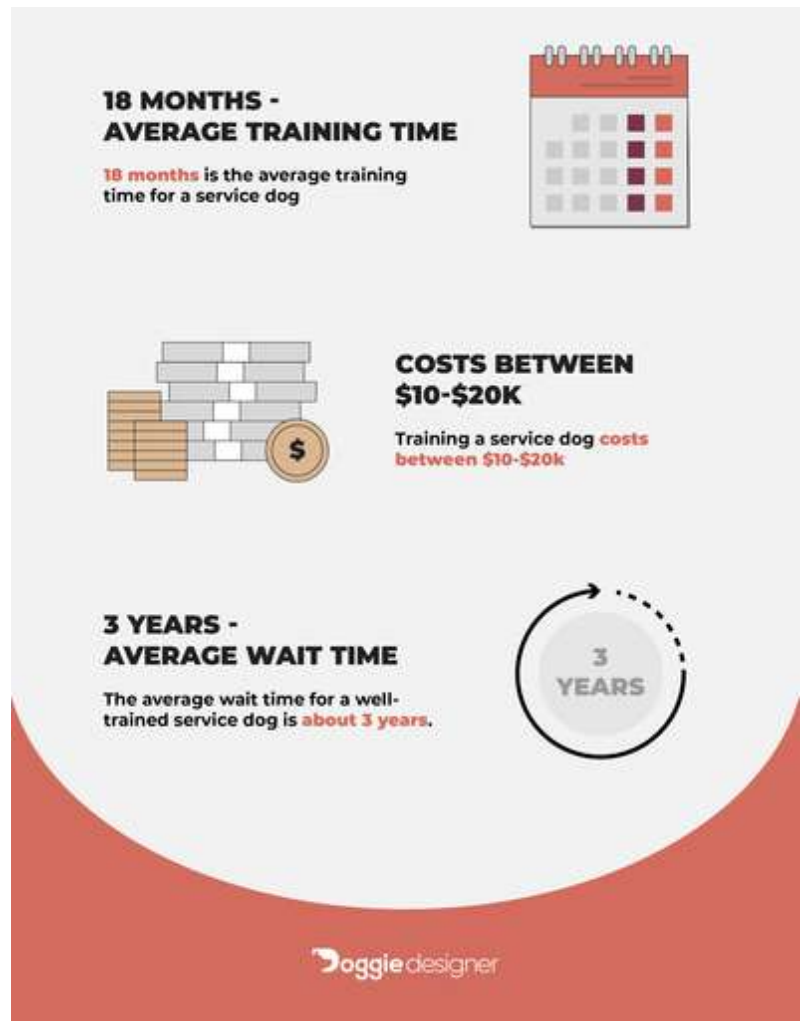 18 MONTHS -
AVERAGE TRAINING TIME
18 months is the average training
time for a service dog
COSTS BETWEEN
$10-$20K
$
Training a service dog costs
between $10-$20k
3 YEARS -
AVERAGE WAIT TIME
3
YEARS
The average wait time for a well-
trained service dog is about 3 years.
Doggie designer